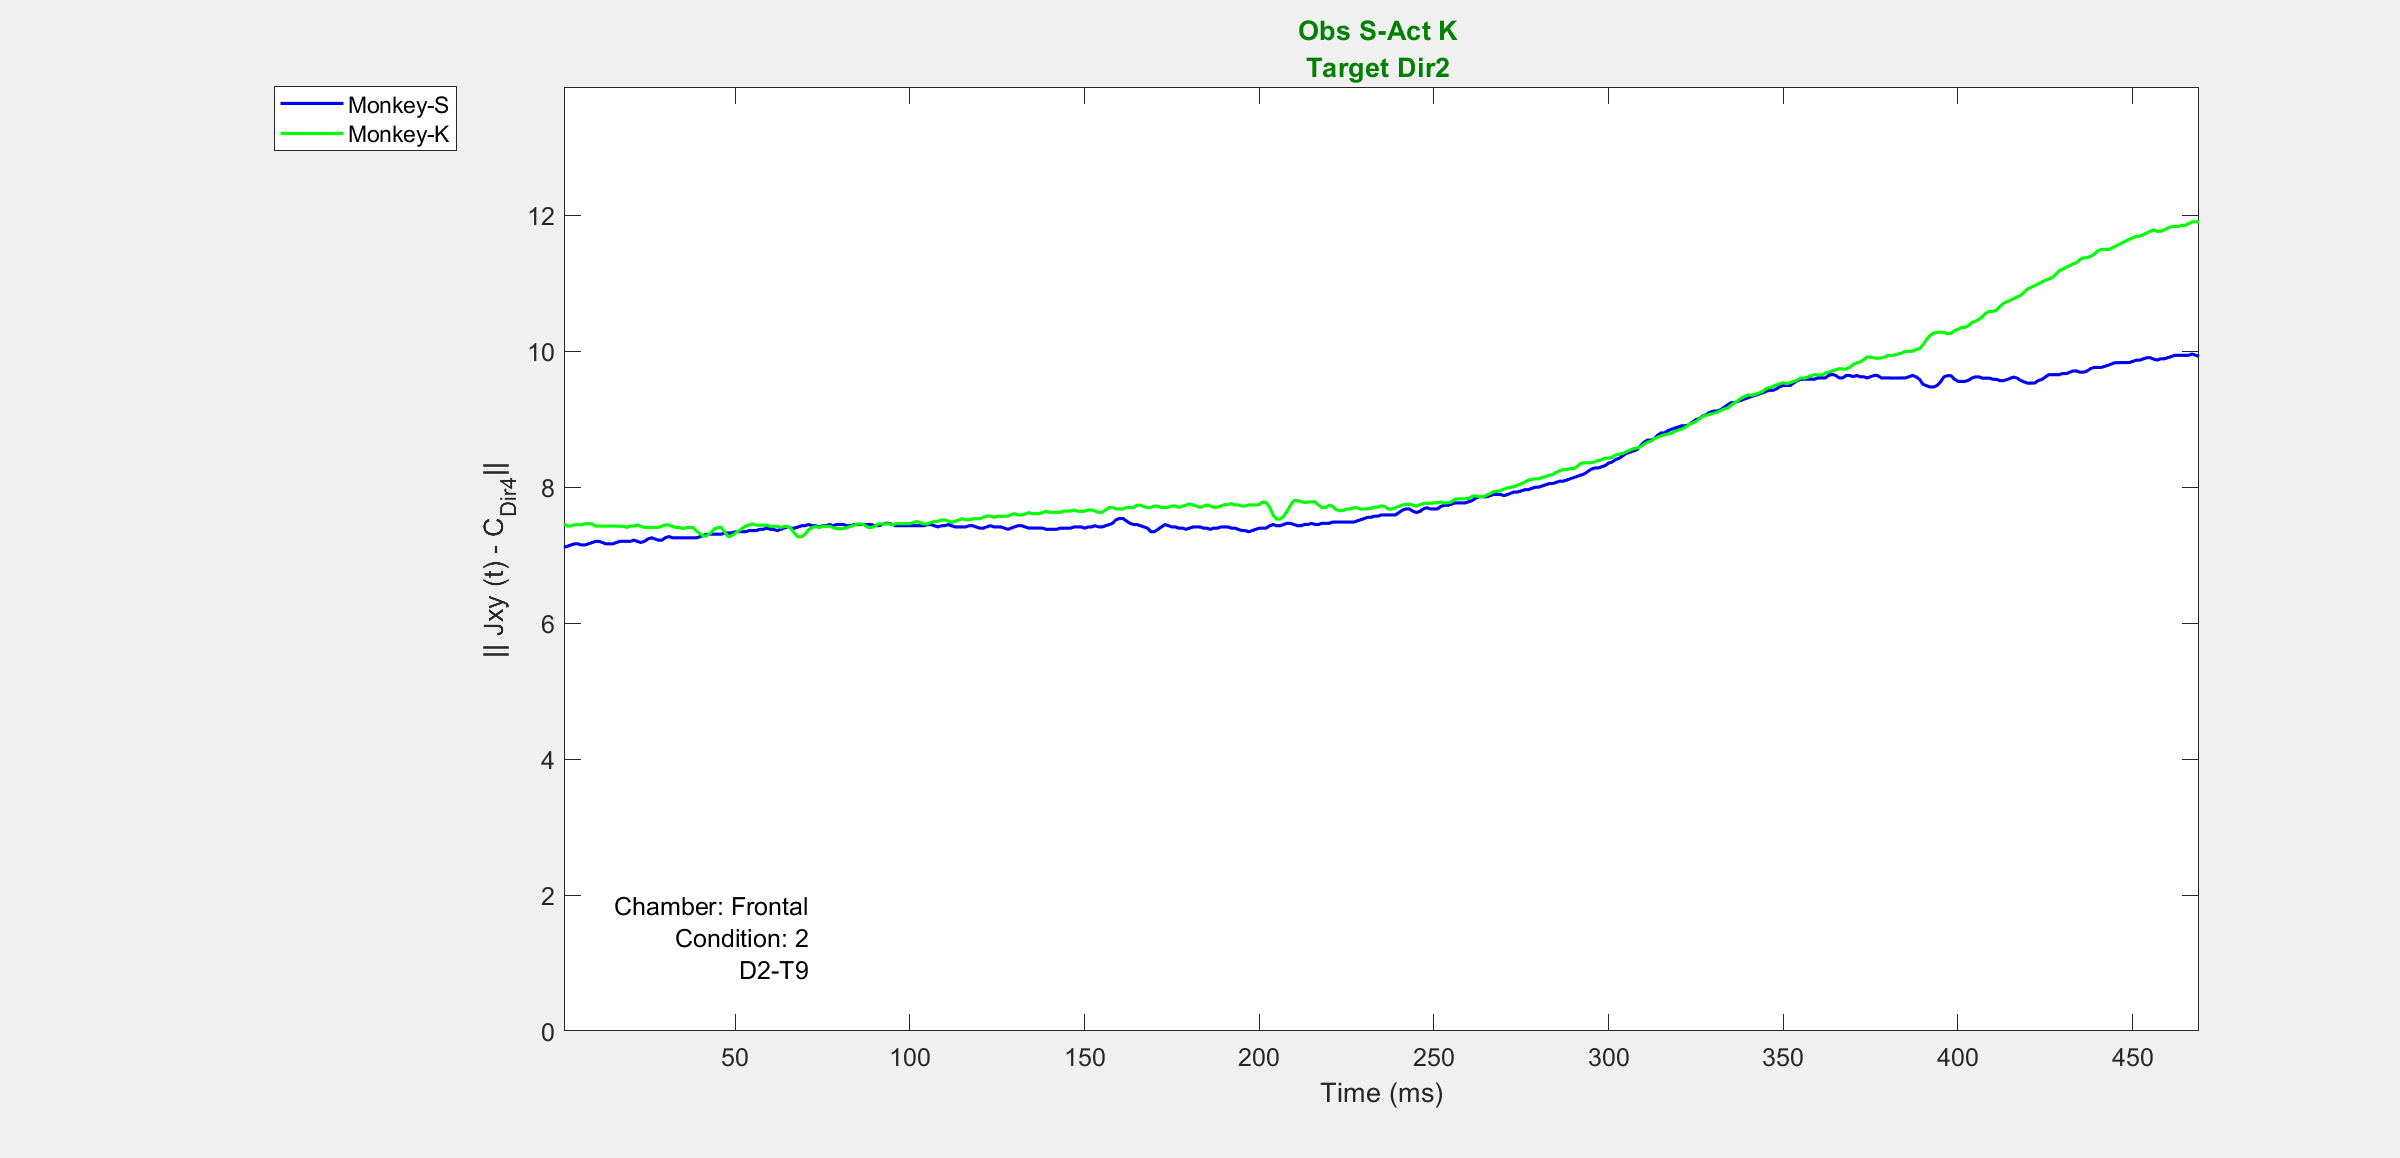 Obs S-Act K
Target Dir2
Monkey-S
Monkey-K
|| Jxy (t) - C_Dir4||
12
10
8
6
4
2
0
Chamber: Frontal
Condition: 2
D2-T9
50 100 150 200 250 300 350 400 450
Time (ms)